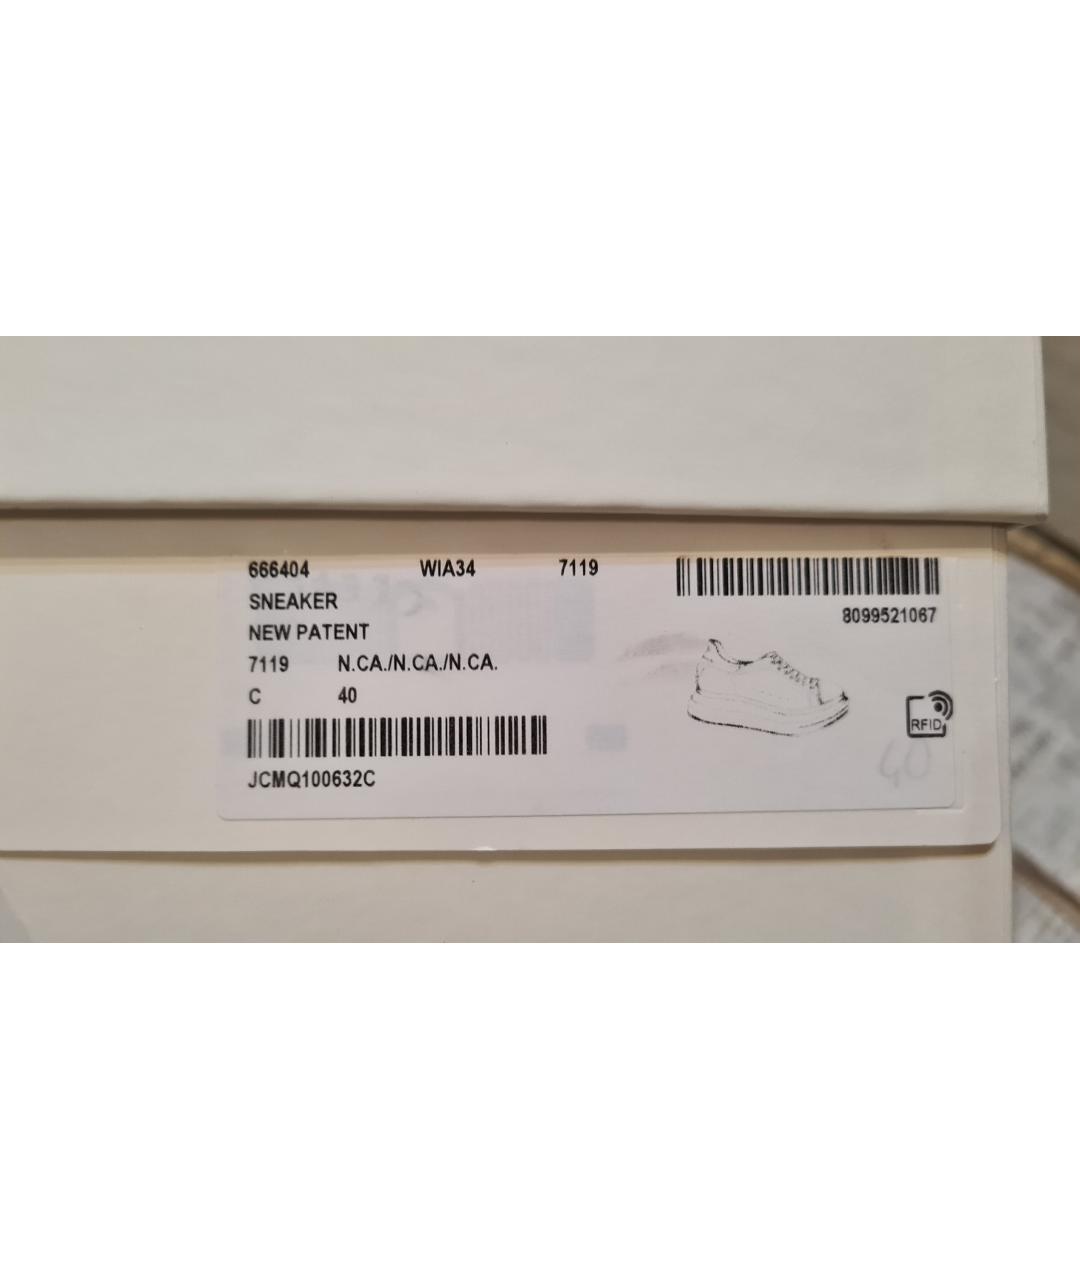 666404 WIA34 7119
8099521067
SNEAKER
NEW PATENT
7119 N.CA./N.CA./N.CA.
C 40
JCMQ100632C
RFID
40